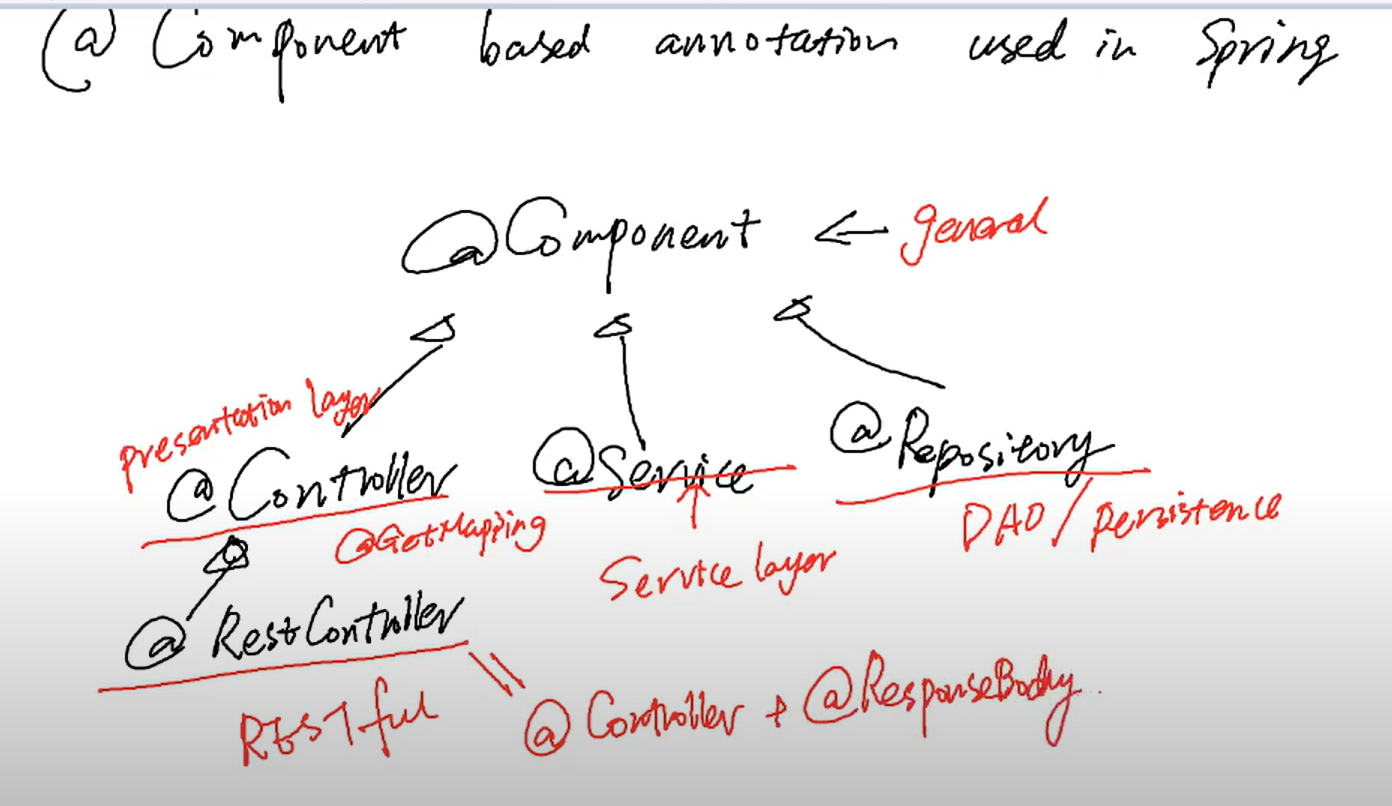 @Component based annotation used in Spring
@Component ← general
presentation layer
@Controller
@Service
@Repository
@GetMapping
Service layer
DAO / persistence
@RestController
RESTful
@Controller + @ResponseBody